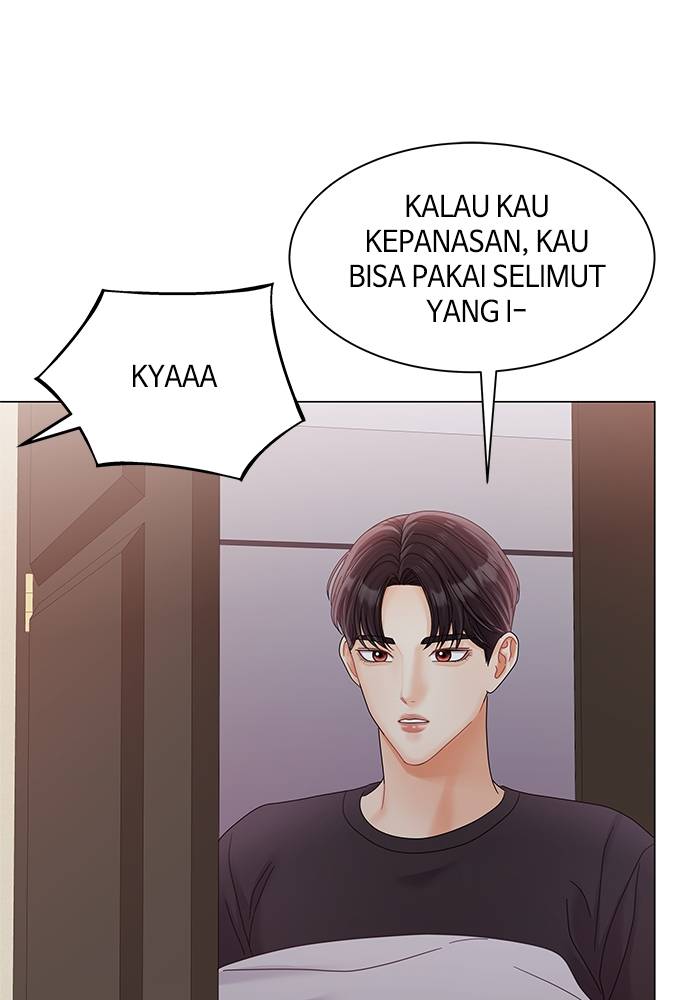 KALAU KAU
KEPANASAN, KAU
BISA PAKAI SELIMUT
YANG I-
KYAAA